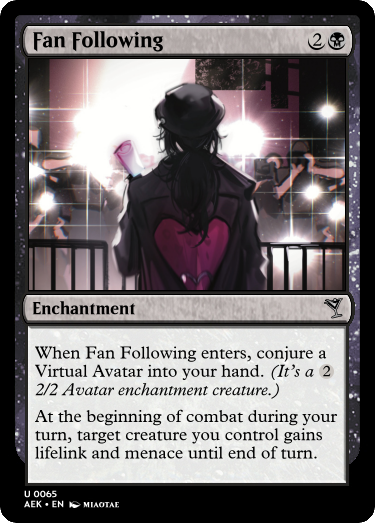 Fan Following 2
Enchantment
When Fan Following enters, conjure a
Virtual Avatar into your hand. (It's a 2
2/2 Avatar enchantment creature.)
At the beginning of combat during your
turn, target creature you control gains
lifelink and menace until end of turn.
U 0065
AEK • EN MIAOTAE